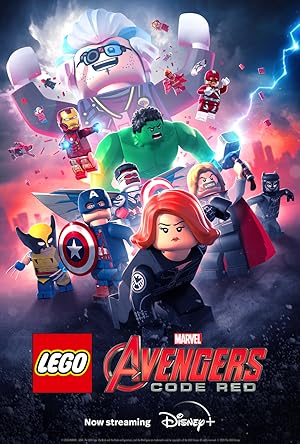 LEGO
MARVEL
AVENGERS
CODE RED
Now streaming
Disney+